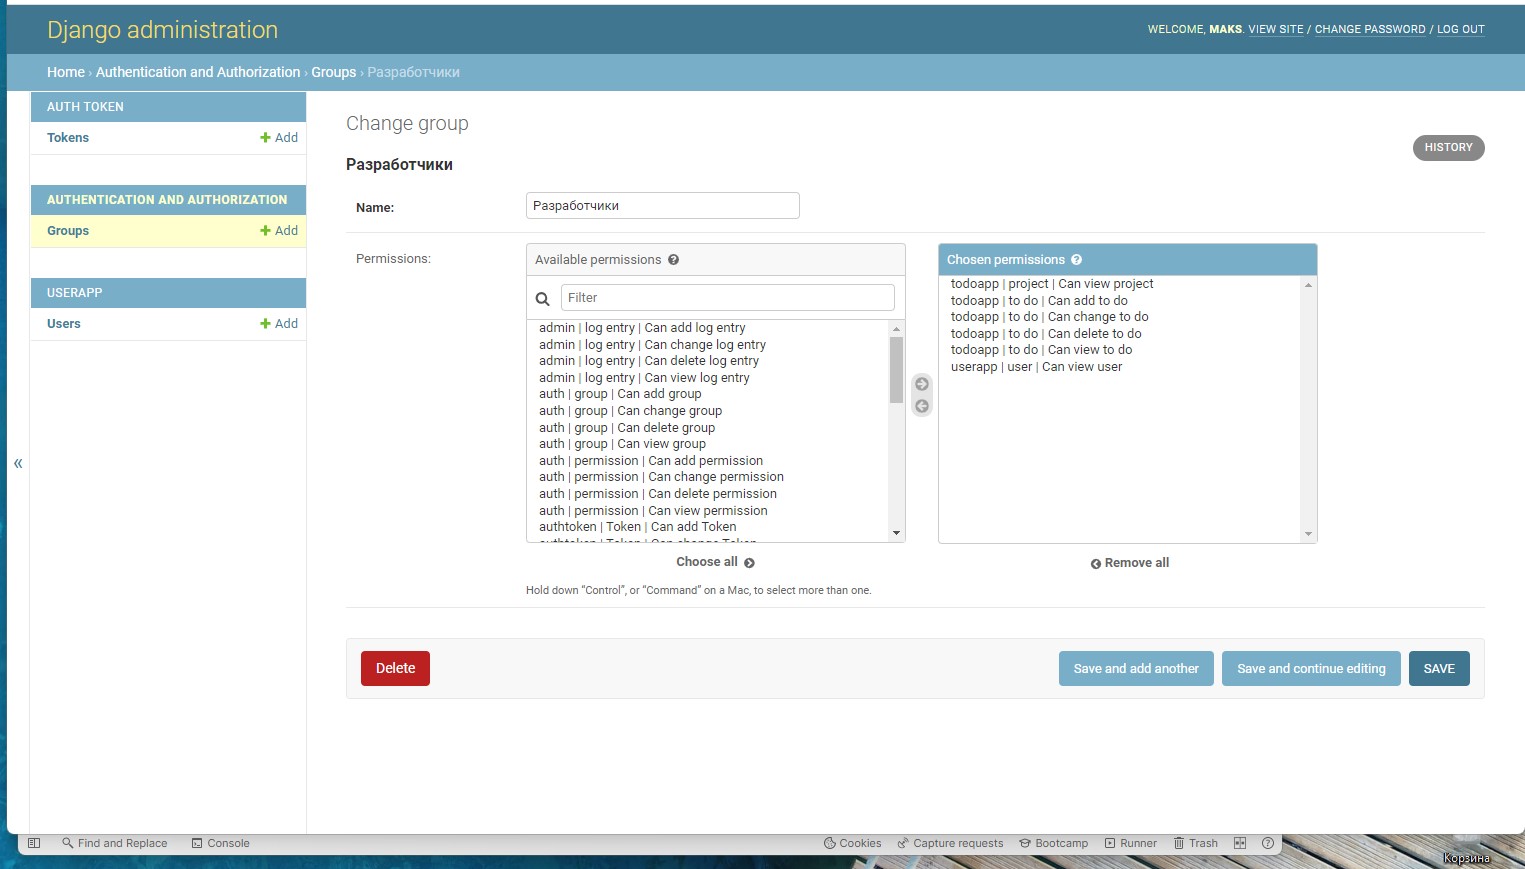 Django administration
WELCOME, MAKS. VIEW SITE / CHANGE PASSWORD / LOG OUT
Home › Authentication and Authorization › Groups › Разработчики
AUTH TOKEN
Tokens
Add
AUTHENTICATION AND AUTHORIZATION
Groups
Add
USERAPP
Users
Add
«
Change group
HISTORY
Разработчики
Name:
Разработчики
Permissions:
Available permissions
Filter
admin | log entry | Can add log entry
admin | log entry | Can change log entry
admin | log entry | Can delete log entry
admin | log entry | Can view log entry
auth | group | Can add group
auth | group | Can change group
auth | group | Can delete group
auth | group | Can view group
auth | permission | Can add permission
auth | permission | Can change permission
auth | permission | Can delete permission
auth | permission | Can view permission
authtoken | Token | Can add Token
authtoken | Token | Can change Token
Choose all
Hold down “Control”, or “Command” on a Mac, to select more than one.
Chosen permissions
todoapp | project | Can view project
todoapp | to do | Can add to do
todoapp | to do | Can change to do
todoapp | to do | Can delete to do
todoapp | to do | Can view to do
userapp | user | Can view user
Remove all
Delete
Save and add another
Save and continue editing
SAVE
Find and Replace
Console
Cookies
Capture requests
Bootcamp
Runner
Trash
Корзина